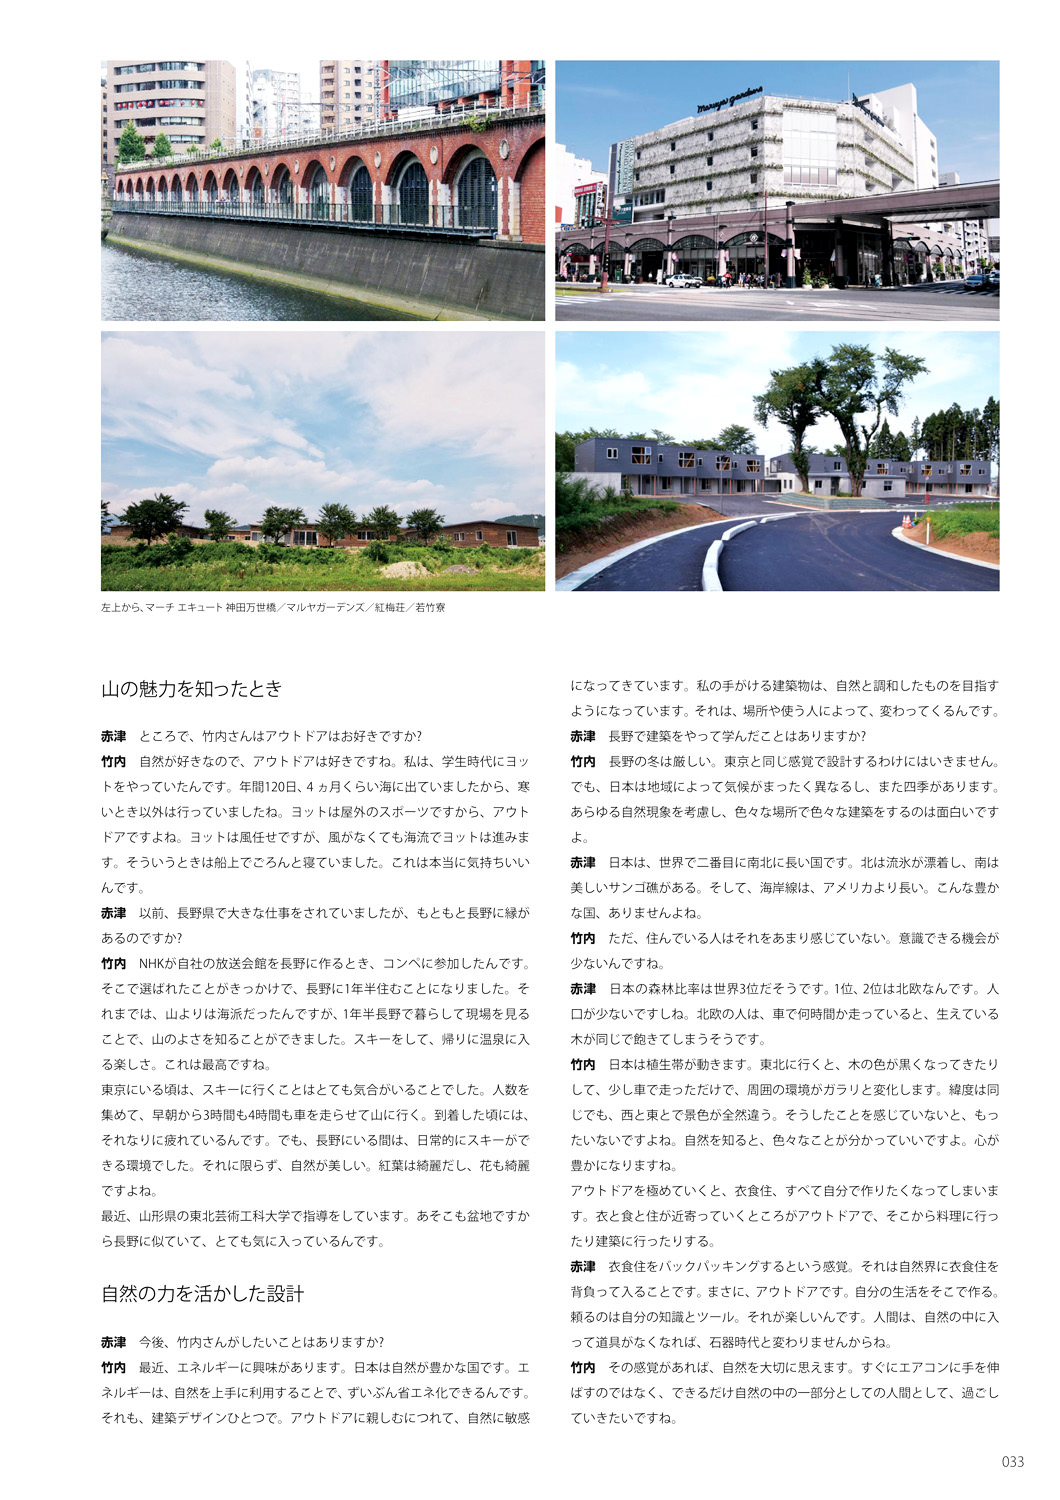 maruya gardens
左上から、マーチ エキュート 神田万世橋／マルヤガーデンズ／紅梅荘／若竹寮
山の魅力を知ったとき
赤津　ところで、竹内さんはアウトドアはお好きですか?
竹内　自然が好きなので、アウトドアは好きですね。私は、学生時代にヨッ
トをやっていたんです。年間120日、4ヵ月くらい海に出ていましたから、寒
いとき以外は行っていましたね。ヨットは屋外のスポーツですから、アウト
ドアですよね。ヨットは風任せですが、風がなくても海流でヨットは進みま
す。そういうときは船上でごろんと寝ていました。これは本当に気持ちいい
んです。
赤津　以前、長野県で大きな仕事をされていましたが、もともと長野に縁が
あるのですか?
竹内　NHKが自社の放送会館を長野に作るとき、コンペに参加したんです。
そこで選ばれたことがきっかけで、長野に1年半住むことになりました。そ
れまでは、山よりは海派だったんですが、1年半長野で暮らして現場を見る
ことで、山のよさを知ることができました。スキーをして、帰りに温泉に入
る楽しさ。これは最高ですね。
東京にいる頃は、スキーに行くことはとても気合がいることでした。人数を
集めて、早朝から3時間も4時間も車を走らせて山に行く。到着した頃には、
それなりに疲れているんです。でも、長野にいる間は、日常的にスキーがで
きる環境でした。それに限らず、自然が美しい。紅葉は綺麗だし、花も綺麗
ですよね。
最近、山形県の東北芸術工科大学で指導をしています。あそこも盆地ですか
ら長野に似ていて、とても気に入っているんです。
自然の力を活かした設計
赤津　今後、竹内さんがしたいことはありますか?
竹内　最近、エネルギーに興味があります。日本は自然が豊かな国です。エ
ネルギーは、自然を上手に利用することで、ずいぶん省エネ化できるんです。
それも、建築デザインひとつで。アウトドアに親しむにつれて、自然に敏感
になってきています。私の手がける建築物は、自然と調和したものを目指す
ようになっています。それは、場所や使う人によって、変わってくるんです。
赤津　長野で建築をやって学んだことはありますか?
竹内　長野の冬は厳しい。東京と同じ感覚で設計するわけにはいきません。
でも、日本は地域によって気候がまったく異なるし、また四季があります。
あらゆる自然現象を考慮し、色々な場所で色々な建築をするのは面白いです
よ。
赤津　日本は、世界で二番目に南北に長い国です。北は流氷が漂着し、南は
美しいサンゴ礁がある。そして、海岸線は、アメリカより長い。こんな豊か
な国、ありませんよね。
竹内　ただ、住んでいる人はそれをあまり感じていない。意識できる機会が
少ないんですね。
赤津　日本の森林比率は世界3位だそうです。1位、2位は北欧なんです。人
口が少ないですしね。北欧の人は、車で何時間か走っていると、生えている
木が同じで飽きてしまうそうです。
竹内　日本は植生帯が動きます。東北に行くと、木の色が黒くなってきたり
して、少し車で走っただけで、周囲の環境がガラリと変化します。緯度は同
じでも、西と東とで景色が全然違う。そうしたことを感じていないと、もっ
たいないですよね。自然を知ると、色々なことが分かっていいですよ。心が
豊かになりますね。
アウトドアを極めていくと、衣食住、すべて自分で作りたくなってしまいま
す。衣と食と住が近寄っていくところがアウトドアで、そこから料理に行っ
たり建築に行ったりする。
赤津　衣食住をバックパッキングするという感覚。それは自然界に衣食住を
背負って入ることです。まさに、アウトドアです。自分の生活をそこで作る。
頼るのは自分の知識とツール。それが楽しいんです。人間は、自然の中に入
って道具がなくなれば、石器時代と変わりませんからね。
竹内　その感覚があれば、自然を大切に思えます。すぐにエアコンに手を伸
ばすのではなく、できるだけ自然の中の一部分としての人間として、過ごし
ていきたいですね。
033